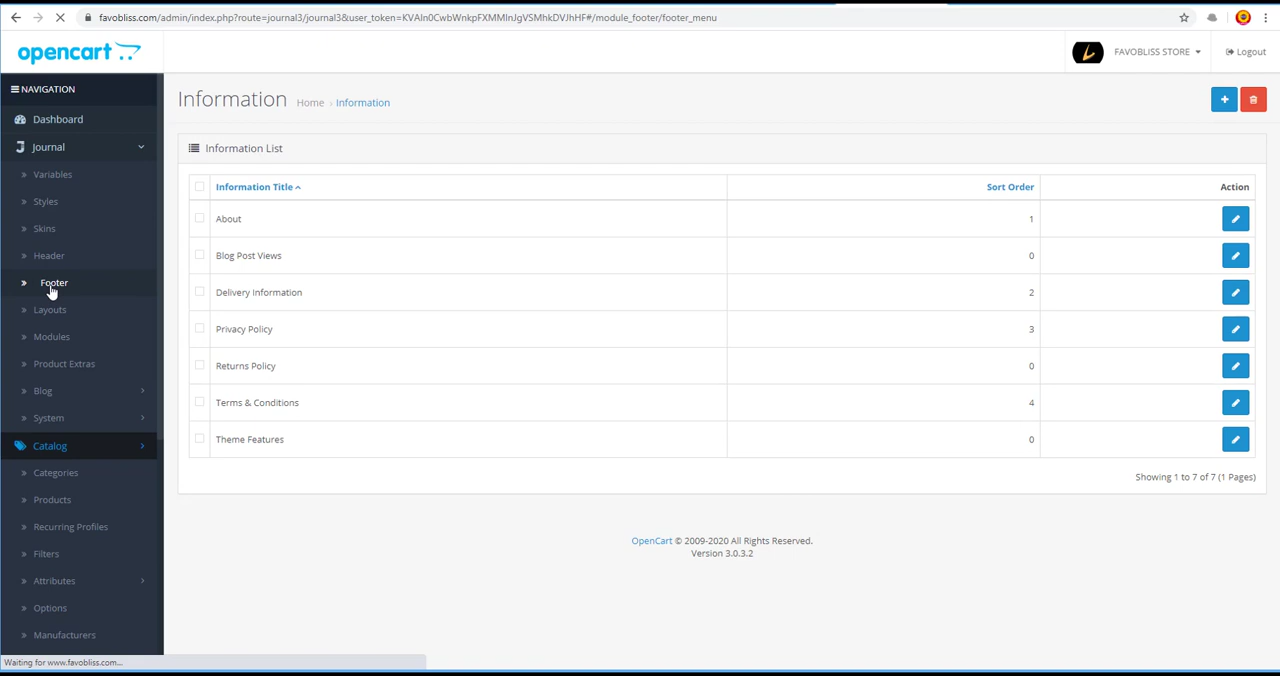 favobliss.com/admin/index.php?route=journal3/journal3&user_token=KVAIn0CwbWnkpFXMMlnJgVSMhkDVJhHF#/module_footer/footer_menu
opencart
FAVOBLISS STORE
Logout
NAVIGATION
Dashboard
Journal
Variables
Styles
Skins
Header
Footer
Layouts
Modules
Product Extras
Blog
System
Catalog
Categories
Products
Recurring Profiles
Filters
Attributes
Options
Manufacturers
Information Home › Information
Information List
Information Title Sort Order Action
About 1
Blog Post Views 0
Delivery Information 2
Privacy Policy 3
Returns Policy 0
Terms & Conditions 4
Theme Features 0
Showing 1 to 7 of 7 (1 Pages)
OpenCart © 2009-2020 All Rights Reserved.
Version 3.0.3.2
Waiting for www.favobliss.com...